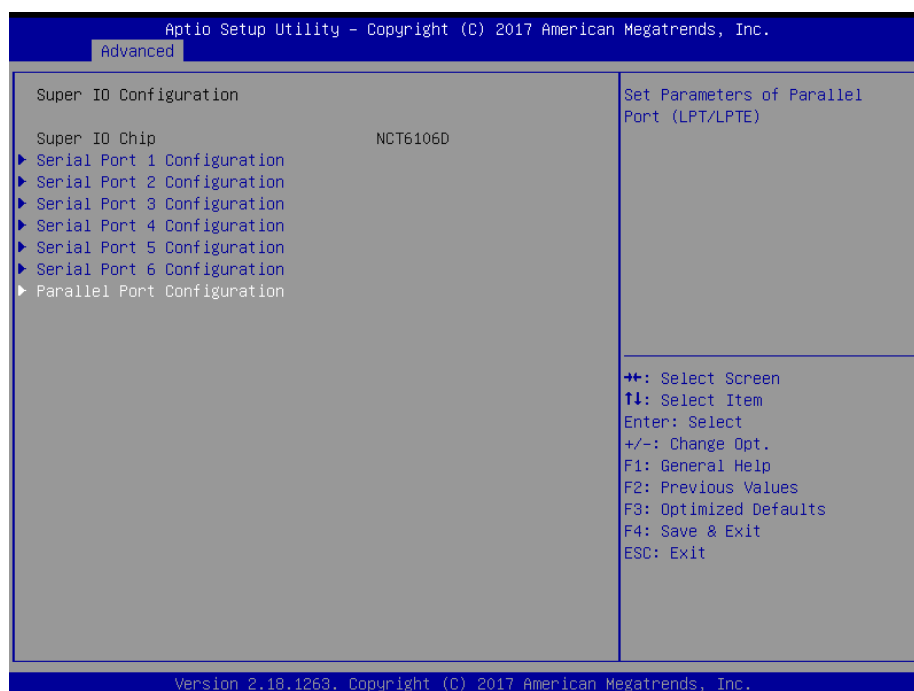 Aptio Setup Utility – Copyright (C) 2017 American Megatrends, Inc.
Advanced
Super IO Configuration
Super IO Chip NCT6106D
Serial Port 1 Configuration
Serial Port 2 Configuration
Serial Port 3 Configuration
Serial Port 4 Configuration
Serial Port 5 Configuration
Serial Port 6 Configuration
Parallel Port Configuration
Set Parameters of Parallel
Port (LPT/LPTE)
→←: Select Screen
↑↓: Select Item
Enter: Select
+/-: Change Opt.
F1: General Help
F2: Previous Values
F3: Optimized Defaults
F4: Save & Exit
ESC: Exit
Version 2.18.1263. Copyright (C) 2017 American Megatrends, Inc.